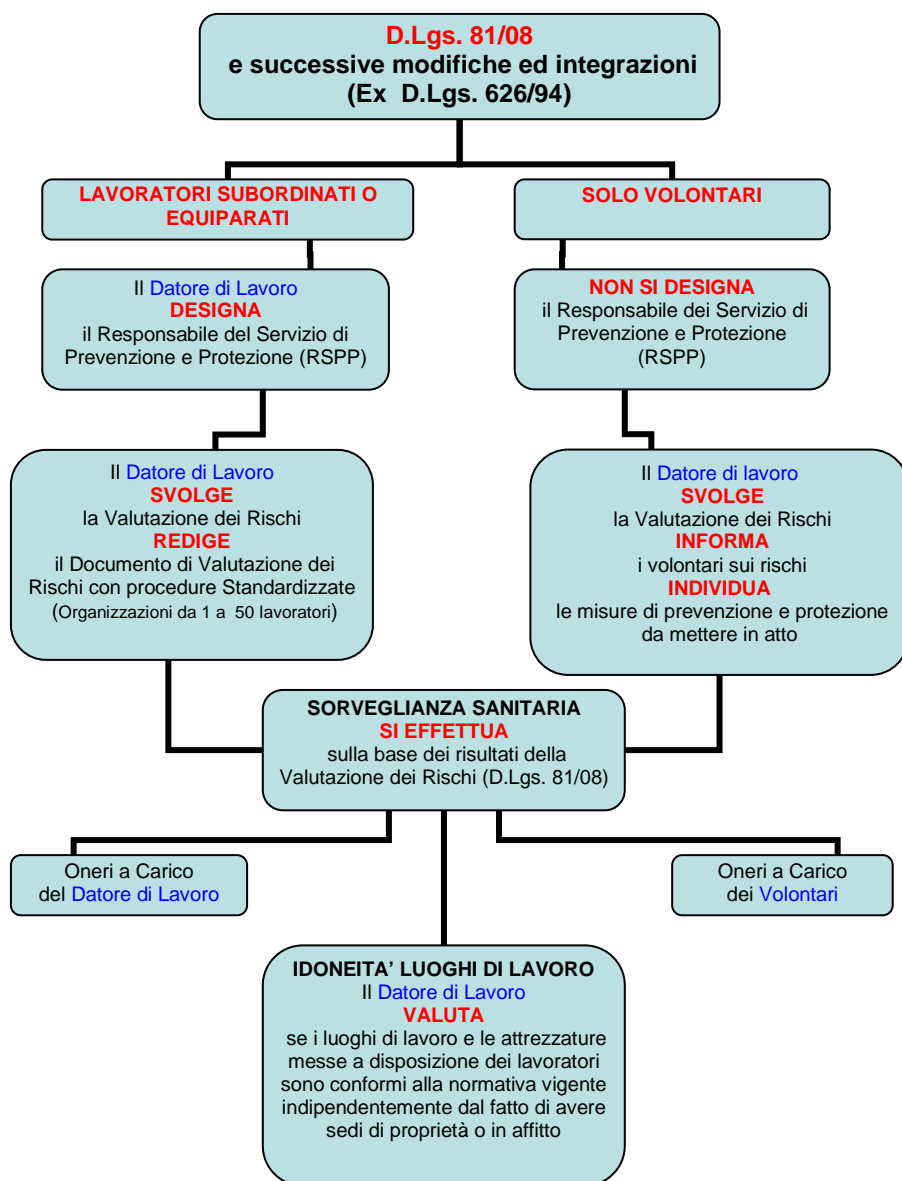 D.Lgs. 81/08
e successive modifiche ed integrazioni
(Ex D.Lgs. 626/94)
LAVORATORI SUBORDINATI O
EQUIPARATI
SOLO VOLONTARI
Il Datore di Lavoro
DESIGNA
il Responsabile del Servizio di
Prevenzione e Protezione (RSPP)
NON SI DESIGNA
il Responsabile dei Servizio di
Prevenzione e Protezione
(RSPP)
Il Datore di Lavoro
SVOLGE
la Valutazione dei Rischi
REDIGE
il Documento di Valutazione dei
Rischi con procedure Standardizzate
(Organizzazioni da 1 a 50 lavoratori)
Il Datore di lavoro
SVOLGE
la Valutazione dei Rischi
INFORMA
i volontari sui rischi
INDIVIDUA
le misure di prevenzione e protezione
da mettere in atto
SORVEGLIANZA SANITARIA
SI EFFETTUA
sulla base dei risultati della
Valutazione dei Rischi (D.Lgs. 81/08)
Oneri a Carico
del Datore di Lavoro
Oneri a Carico
dei Volontari
IDONEITA’ LUOGHI DI LAVORO
Il Datore di Lavoro
VALUTA
se i luoghi di lavoro e le attrezzature
messe a disposizione dei lavoratori
sono conformi alla normativa vigente
indipendentemente dal fatto di avere
sedi di proprietà o in affitto